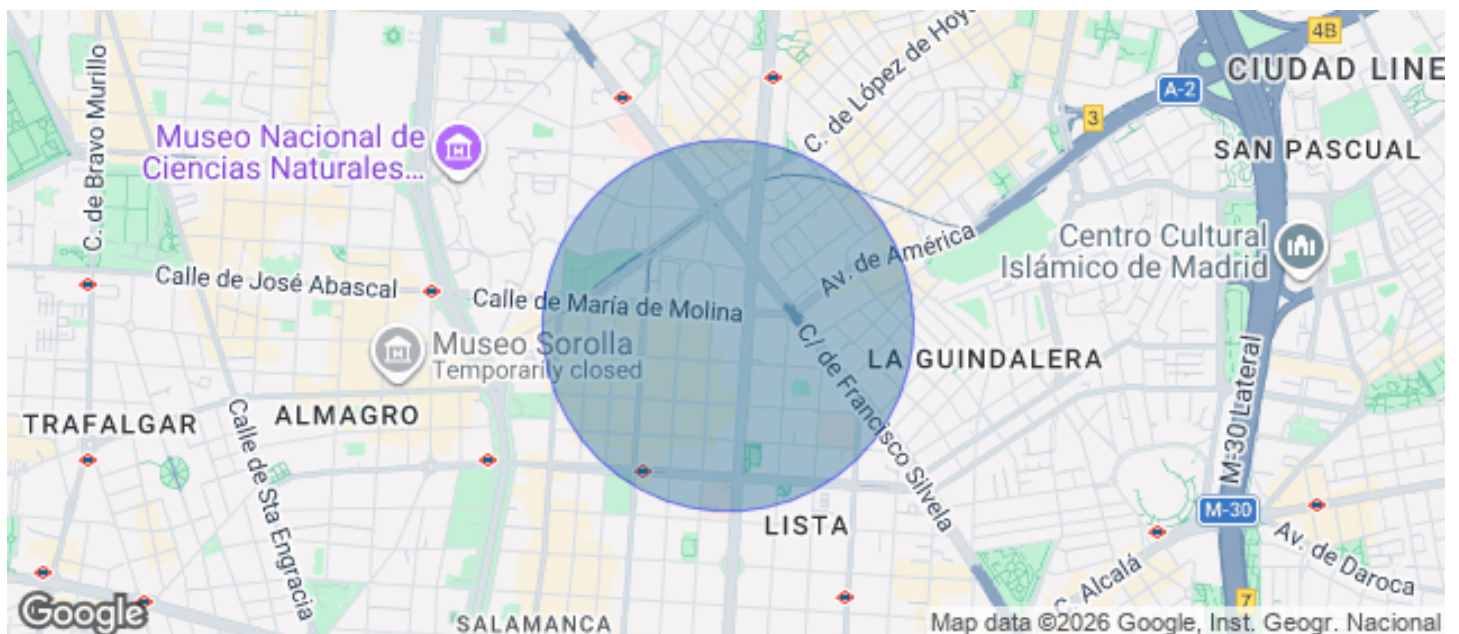 4B
CIUDAD LINE
A-2
3
C. de López de Hoy
C. de Bravo Murillo
Museo Nacional de
Ciencias Naturales...
SAN PASCUAL
Centro Cultural
Islámico de Madrid
Av. de América
Calle de José Abascal
Calle de María de Molina
Museo Sorolla
Temporarily closed
C/ de Francisco Silvela
LA GUINDALERA
M-30 Lateral
TRAFALGAR
ALMAGRO
Calle de Sta Engracia
LISTA
M-30
Av. de Daroca
C. Alcalá
7
Google
SALAMANCA
Map data ©2026 Google, Inst. Geogr. Nacional